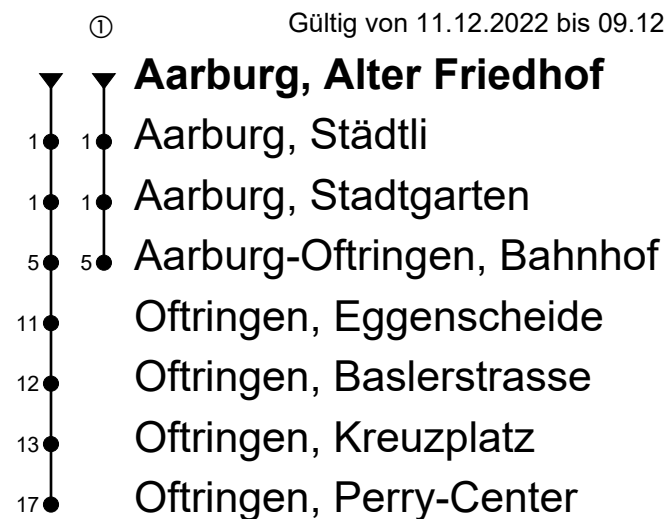 ① Gültig von 11.12.2022 bis 09.12
Aarburg, Alter Friedhof
1 1 Aarburg, Städtli
1 1 Aarburg, Stadtgarten
5 5 Aarburg-Oftringen, Bahnhof
11 Oftringen, Eggenscheide
12 Oftringen, Baslerstrasse
13 Oftringen, Kreuzplatz
17 Oftringen, Perry-Center